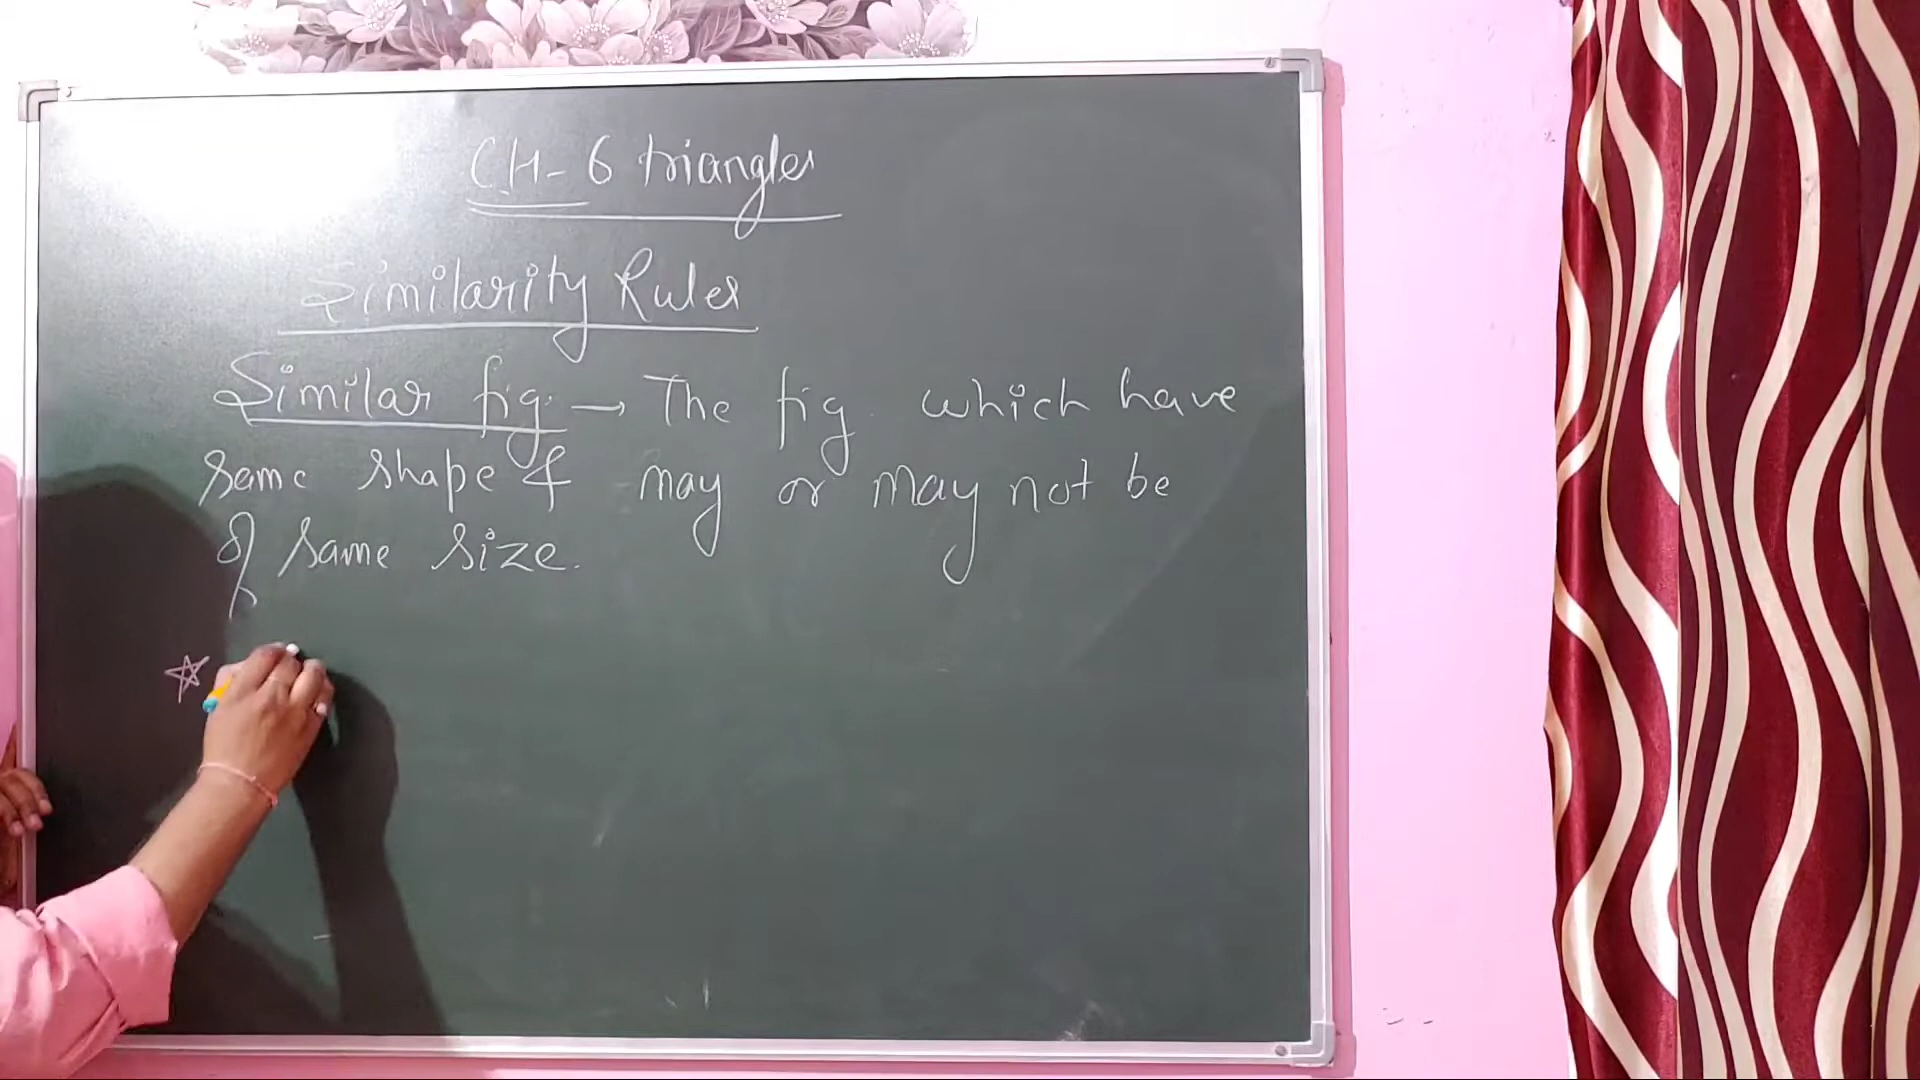 CH-6 triangles
Similarity Rules
Similar fig. → The fig. which have
same shape & may or may not be
of same size.